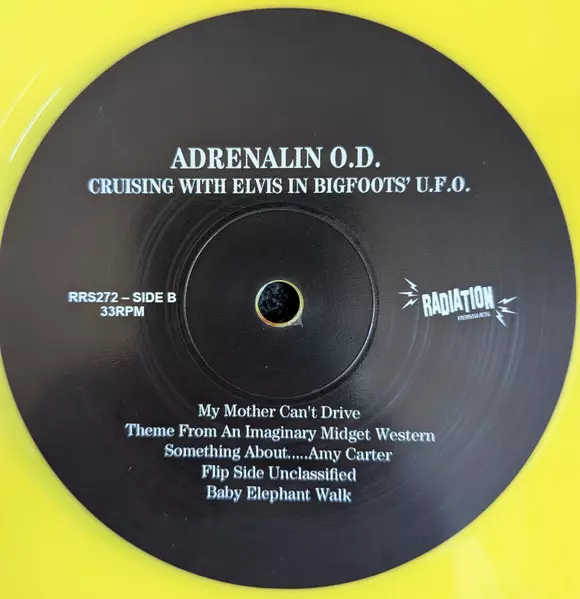 ADRENALIN O.D.
CRUISING WITH ELVIS IN BIGFOOTS' U.F.O.
RRS272 – SIDE B
33RPM
RADIATION
REISSUES
My Mother Can't Drive
Theme From An Imaginary Midget Western
Something About.....Amy Carter
Flip Side Unclassified
Baby Elephant Walk